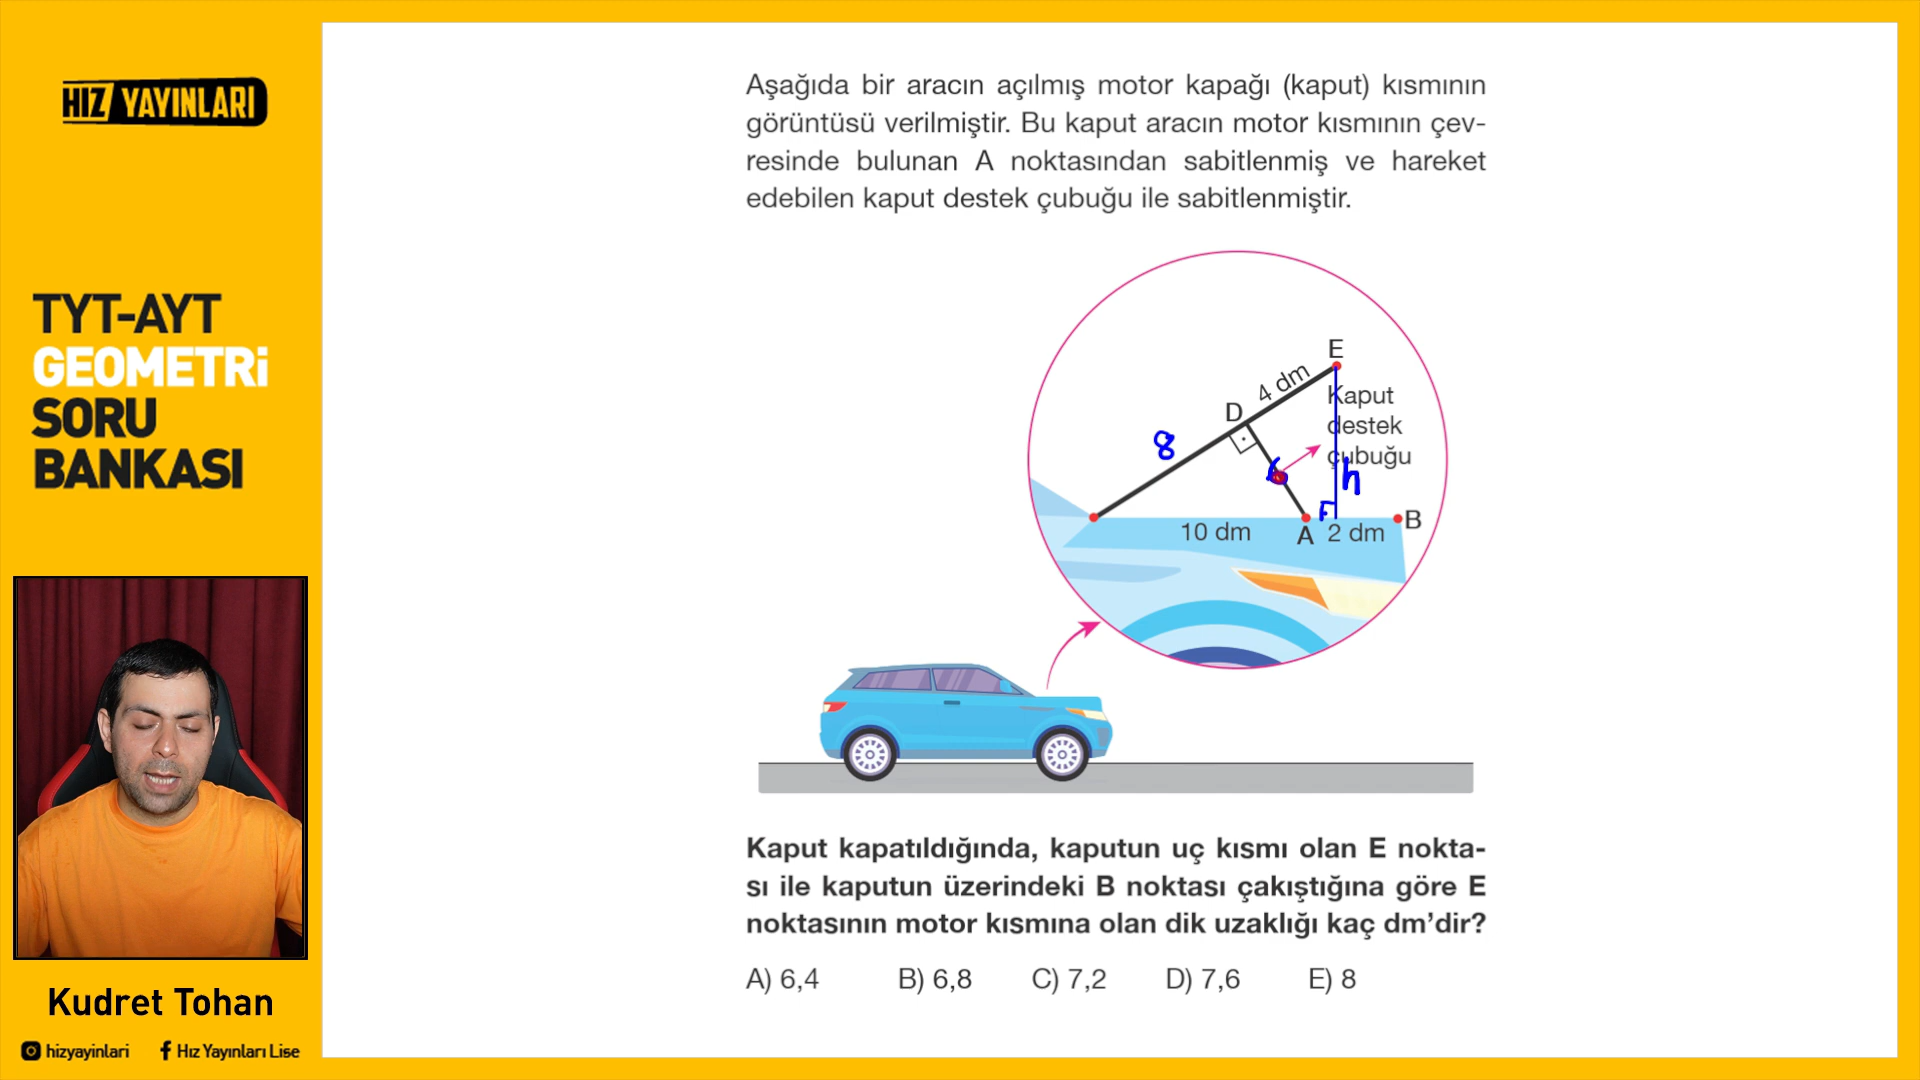 HIZ YAYINLARI
TYT-AYT
GEOMETRİ
SORU
BANKASI
Kudret Tohan
hizyayinlari
Hız Yayınları Lise
Aşağıda bir aracın açılmış motor kapağı (kaput) kısmının
görüntüsü verilmiştir. Bu kaput aracın motor kısmının çev-
resinde bulunan A noktasından sabitlenmiş ve hareket
edebilen kaput destek çubuğu ile sabitlenmiştir.
E
4 dm
D
Kaput
destek
çubuğu
8
6
h
10 dm
A
2 dm
B
Kaput kapatıldığında, kaputun uç kısmı olan E nokta-
sı ile kaputun üzerindeki B noktası çakıştığına göre E
noktasının motor kısmına olan dik uzaklığı kaç dm'dir?
A) 6,4 B) 6,8 C) 7,2 D) 7,6 E) 8